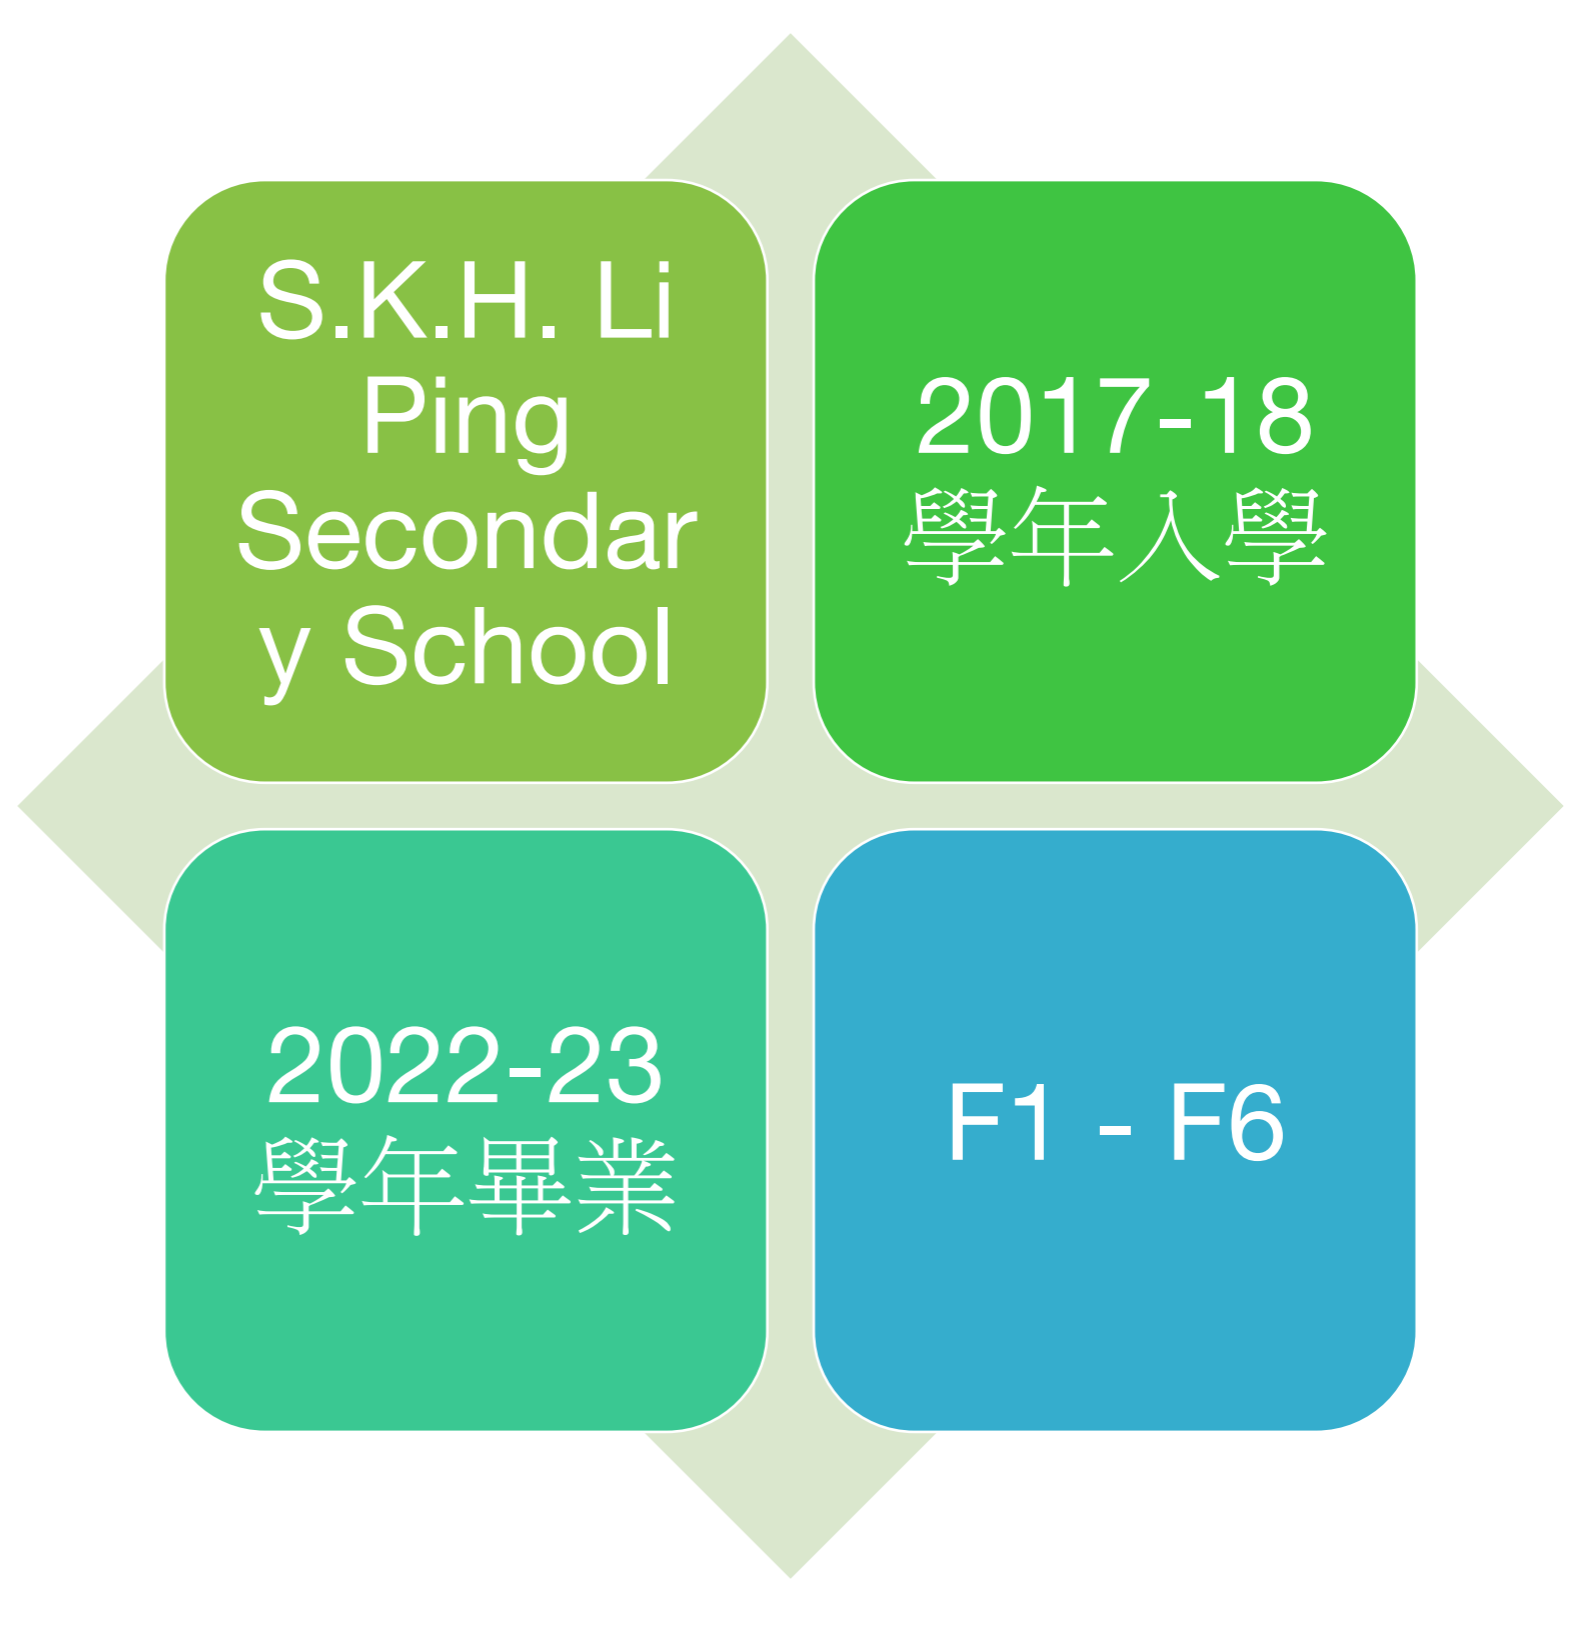 S.K.H. Li
Ping
Secondar
y School
2017-18
學年入學
2022-23
學年畢業
F1 - F6